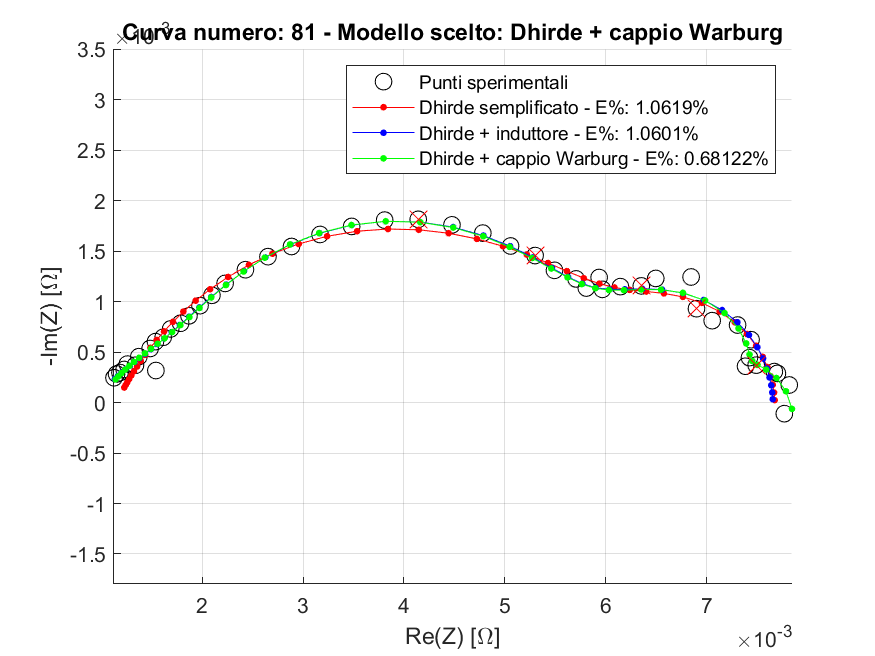 Curva numero: 81 - Modello scelto: Dhirde + cappio Warburg
×10⁻³
3.5
3
2.5
2
1.5
1
0.5
0
-0.5
-1
-1.5
-Im(Z) [Ω]
Punti sperimentali
Dhirde semplificato - E%: 1.0619%
Dhirde + induttore - E%: 1.0601%
Dhirde + cappio Warburg - E%: 0.68122%
2 3 4 5 6 7
Re(Z) [Ω]
×10⁻³